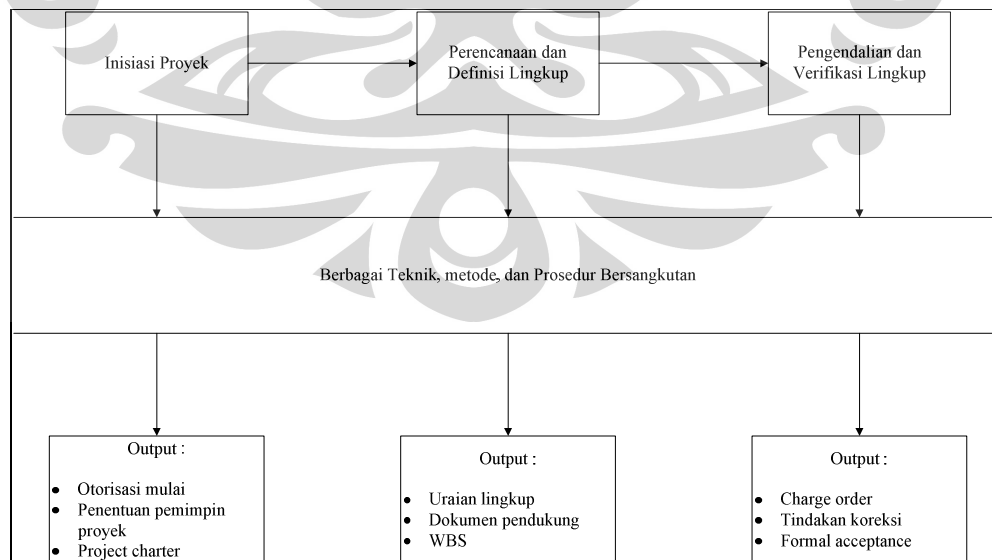 Inisiasi Proyek
Perencanaan dan
Definisi Lingkup
Pengendalian dan
Verifikasi Lingkup
Berbagai Teknik, metode, dan Prosedur Bersangkutan
Output :
• Otorisasi mulai
• Penentuan pemimpin
proyek
• Project charter
Output :
• Uraian lingkup
• Dokumen pendukung
• WBS
Output :
• Charge order
• Tindakan koreksi
• Formal acceptance